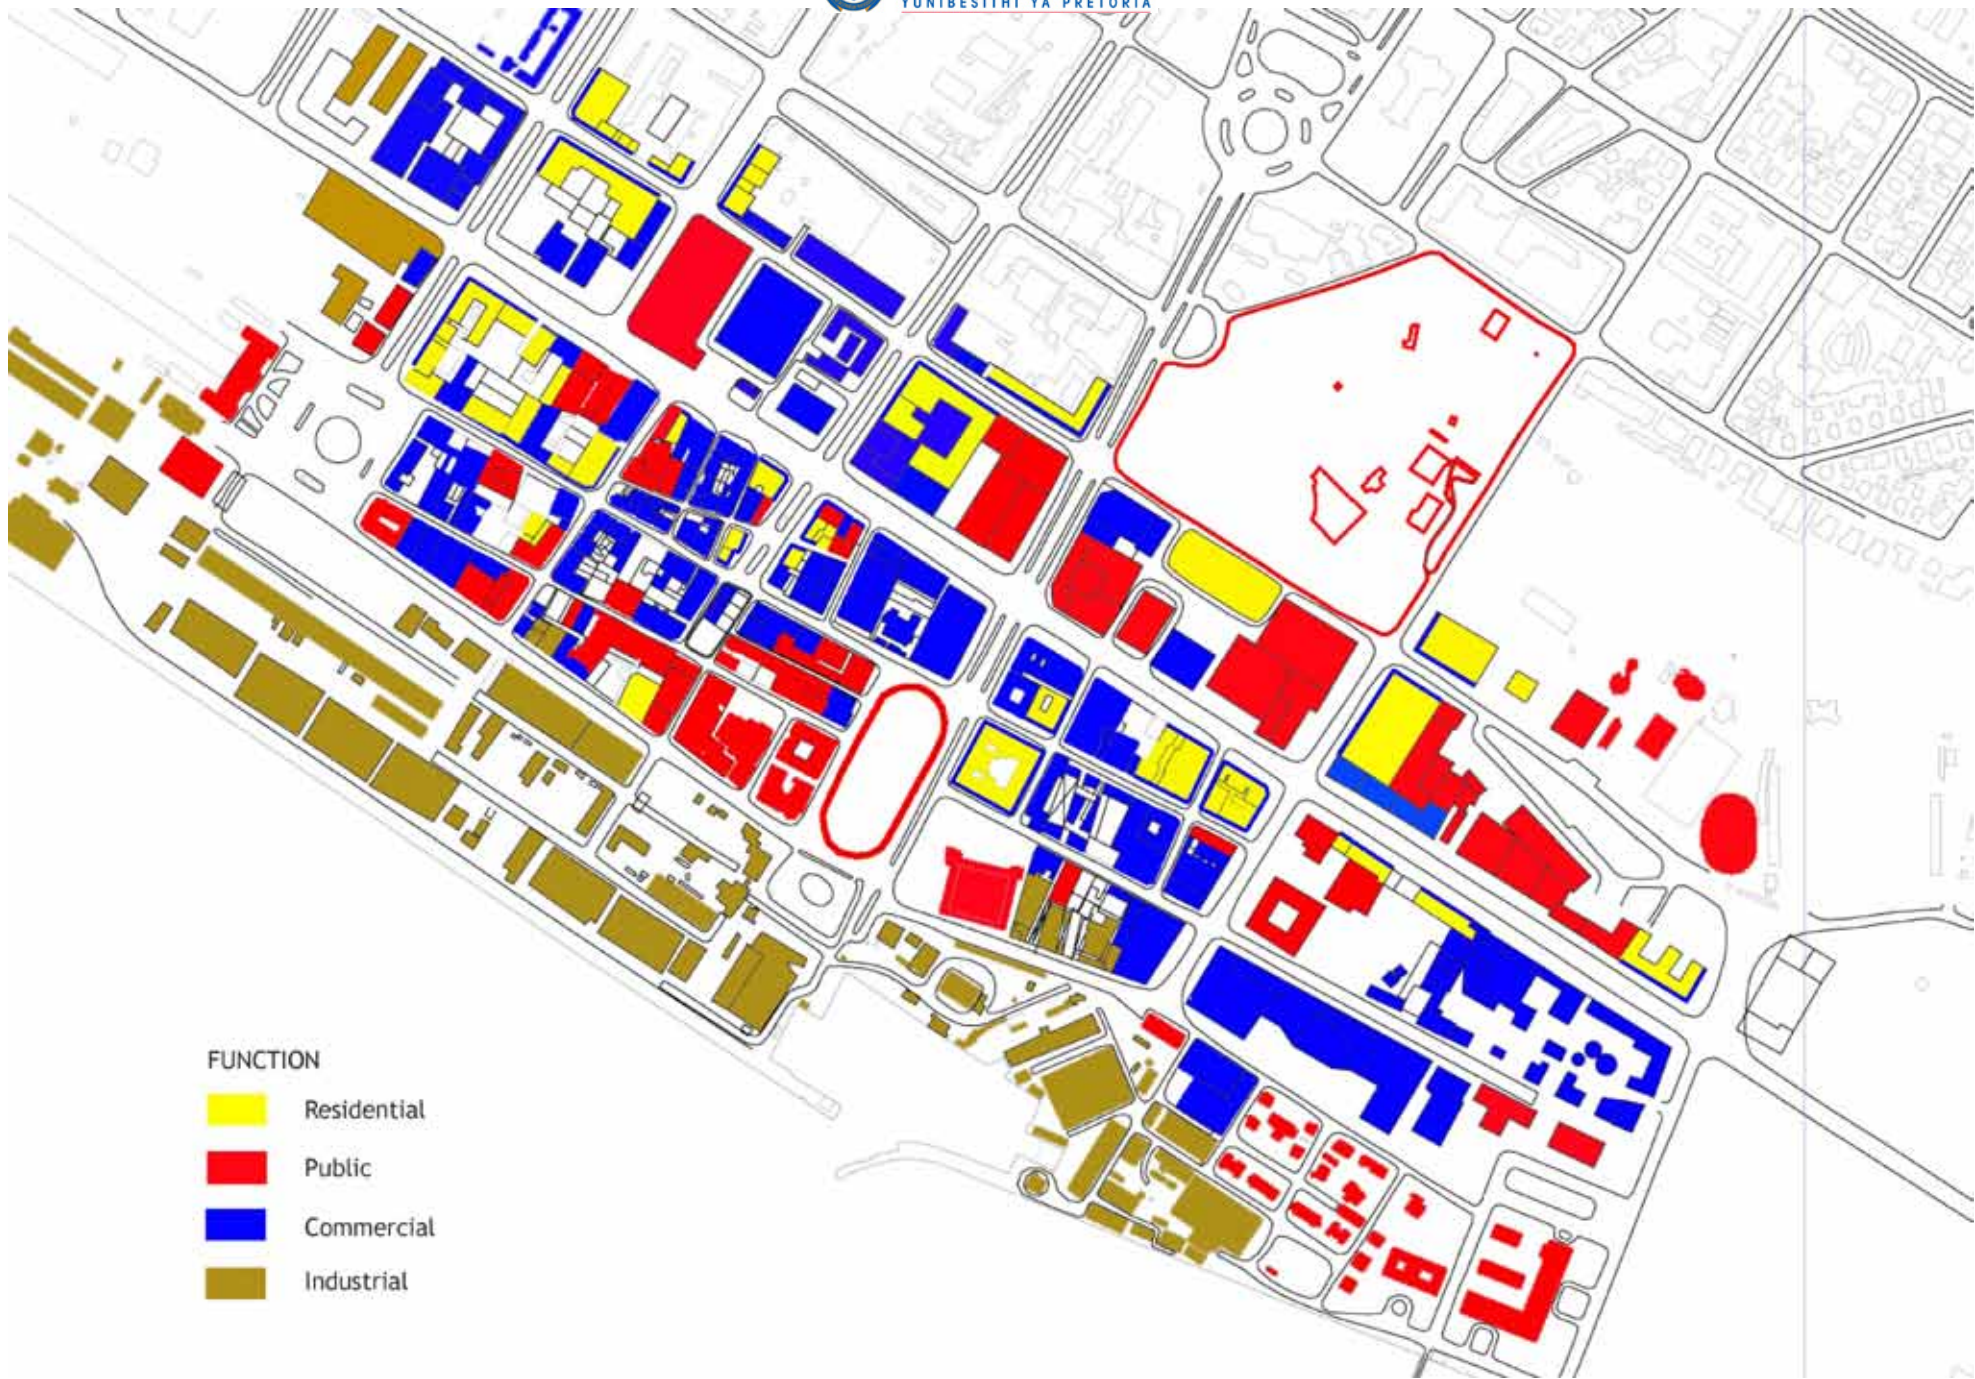 YUNIBESITHI YA PRETORIA
FUNCTION
Residential
Public
Commercial
Industrial